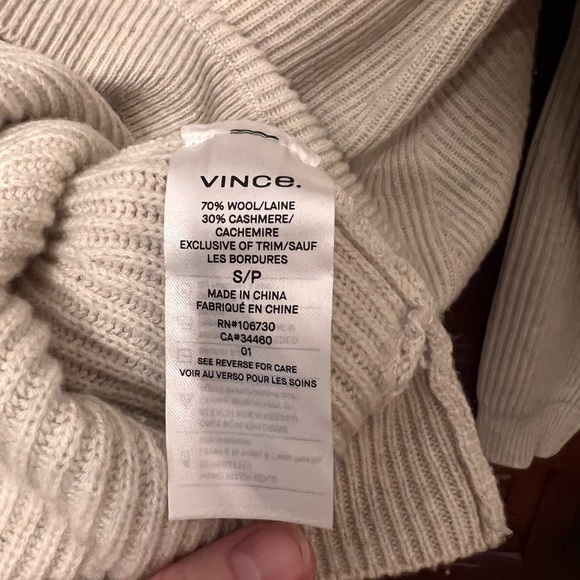 VINCE.
70% WOOL/LAINE
30% CASHMERE/
CACHEMIRE
EXCLUSIVE OF TRIM/SAUF
LES BORDURES
S/P
MADE IN CHINA
FABRIQUÉ EN CHINE
RN#106730
CA#34460
01
SEE REVERSE FOR CARE
VOIR AU VERSO POUR LES SOINS